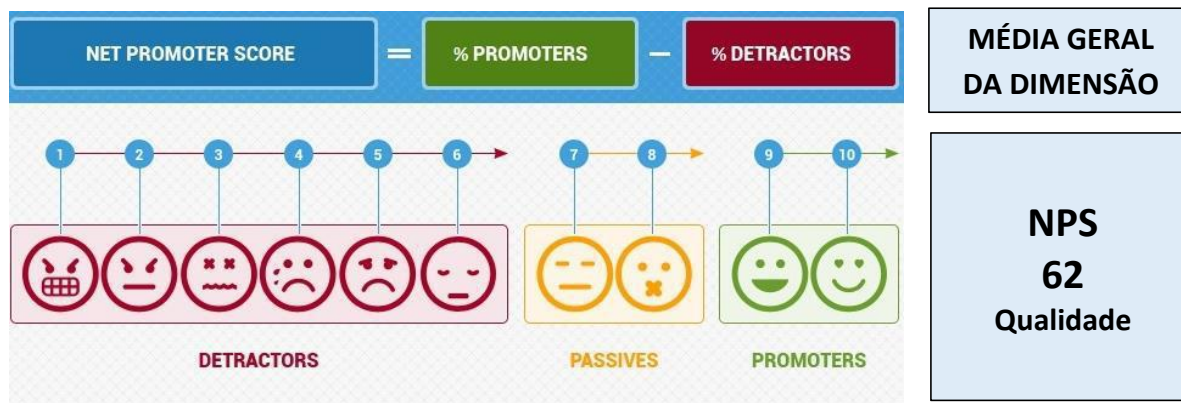 NET PROMOTER SCORE = % PROMOTERS − % DETRACTORS
1 2 3 4 5 6 7 8 9 10
DETRACTORS PASSIVES PROMOTERS
MÉDIA GERAL
DA DIMENSÃO
NPS
62
Qualidade